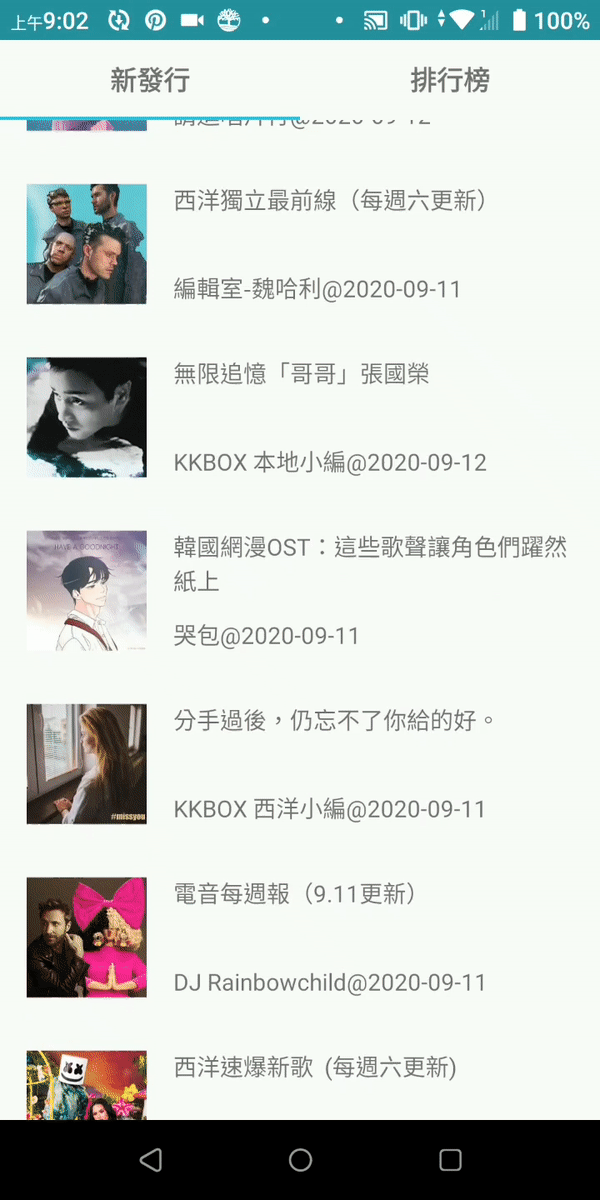 上午9:02
100%
新發行
排行榜
@2020-09-12
西洋獨立最前線（每週六更新）
編輯室-魏哈利@2020-09-11
無限追憶「哥哥」張國榮
KKBOX 本地小編@2020-09-12
HAVE A GOODNIGHT
韓國網漫OST：這些歌聲讓角色們躍然
紙上
哭包@2020-09-11
分手過後，仍忘不了你給的好。
#missyou
KKBOX 西洋小編@2020-09-11
電音每週報（9.11更新）
DJ Rainbowchild@2020-09-11
西洋速爆新歌 (每週六更新)